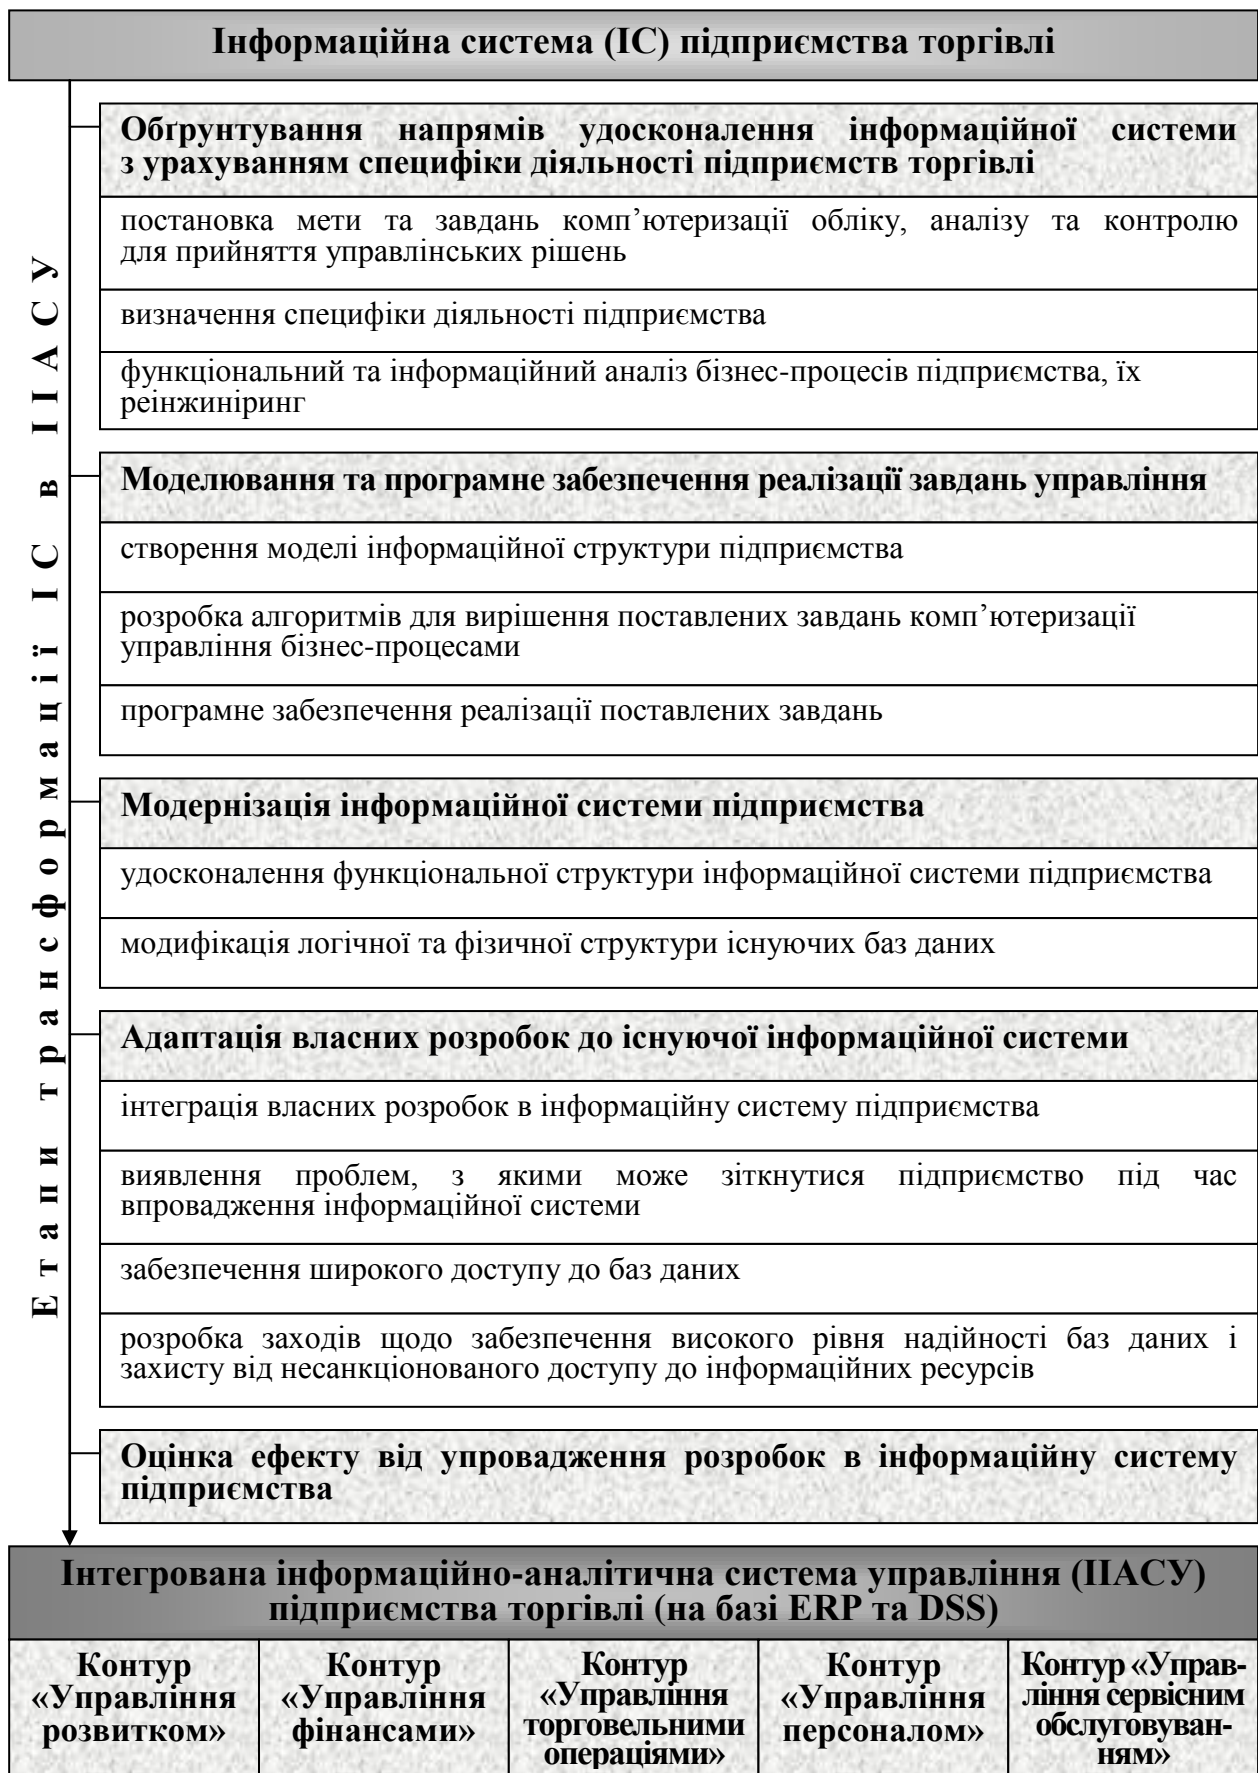 Інформаційна система (ІС) підприємства торгівлі
Етапи трансформації ІС в ІІАСУ
Обґрунтування напрямів удосконалення інформаційної системи
з урахуванням специфіки діяльності підприємств торгівлі
постановка мети та завдань комп’ютеризації обліку, аналізу та контролю
для прийняття управлінських рішень
визначення специфіки діяльності підприємства
функціональний та інформаційний аналіз бізнес-процесів підприємства, їх
реінжиніринг
Моделювання та програмне забезпечення реалізації завдань управління
створення моделі інформаційної структури підприємства
розробка алгоритмів для вирішення поставлених завдань комп’ютеризації
управління бізнес-процесами
програмне забезпечення реалізації поставлених завдань
Модернізація інформаційної системи підприємства
удосконалення функціональної структури інформаційної системи підприємства
модифікація логічної та фізичної структури існуючих баз даних
Адаптація власних розробок до існуючої інформаційної системи
інтеграція власних розробок в інформаційну систему підприємства
виявлення проблем, з якими може зіткнутися підприємство під час
впровадження інформаційної системи
забезпечення широкого доступу до баз даних
розробка заходів щодо забезпечення високого рівня надійності баз даних і
захисту від несанкціонованого доступу до інформаційних ресурсів
Оцінка ефекту від упровадження розробок в інформаційну систему
підприємства
Інтегрована інформаційно-аналітична система управління (ІІАСУ)
підприємства торгівлі (на базі ERP та DSS)
Контур
«Управління
розвитком»
Контур
«Управління
фінансами»
Контур
«Управління
торговельними
операціями»
Контур
«Управління
персоналом»
Контур «Управ-
ління сервісним
обслуговуван-
ням»